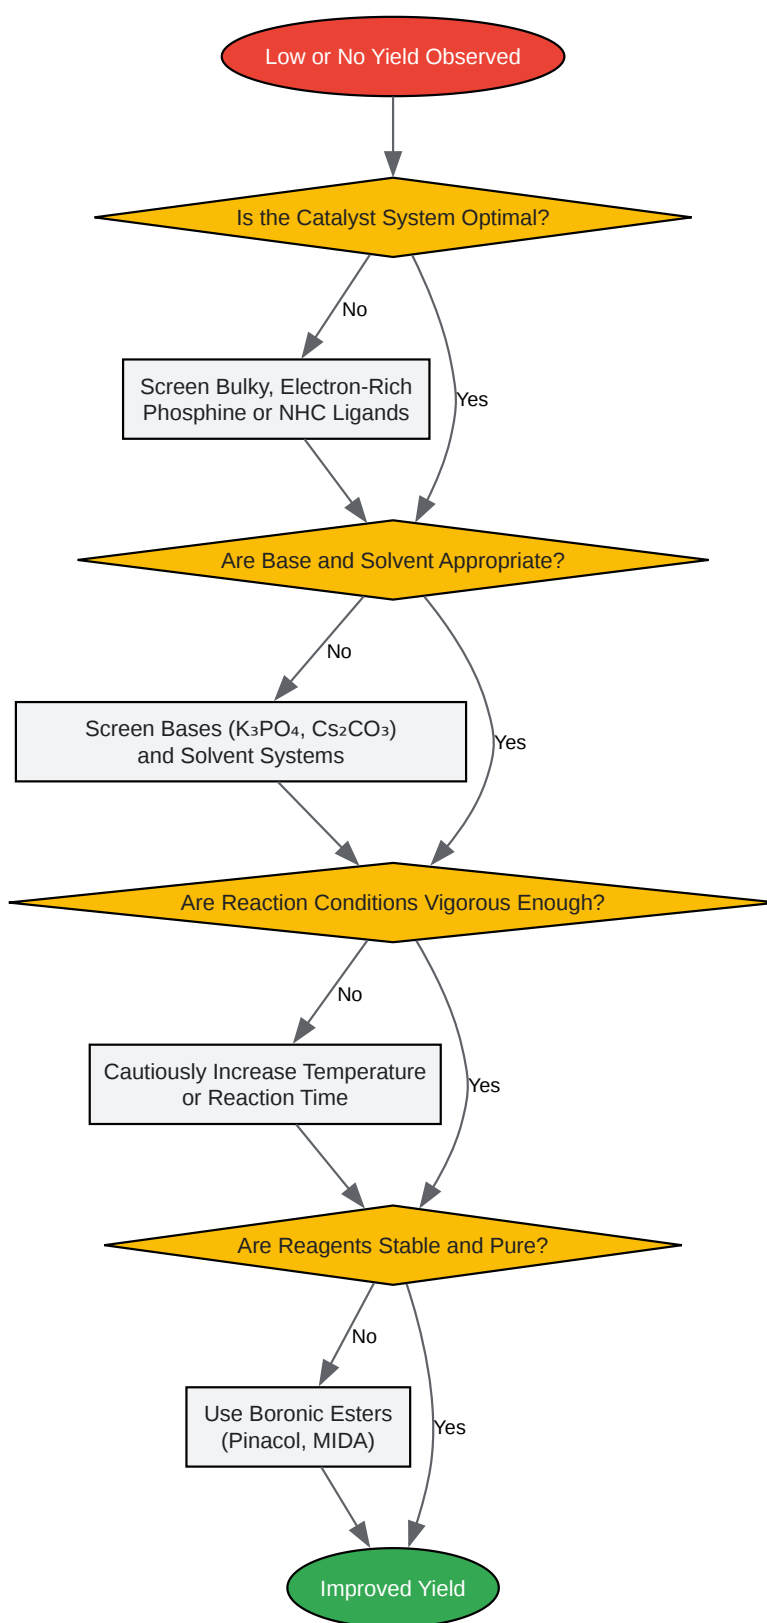 Low or No Yield Observed
Is the Catalyst System Optimal?
No
Screen Bulky, Electron-Rich
Phosphine or NHC Ligands
Yes
Are Base and Solvent Appropriate?
No
Screen Bases (K₃PO₄, Cs₂CO₃)
and Solvent Systems
Yes
Are Reaction Conditions Vigorous Enough?
No
Cautiously Increase Temperature
or Reaction Time
Yes
Are Reagents Stable and Pure?
No
Use Boronic Esters
(Pinacol, MIDA)
Yes
Improved Yield